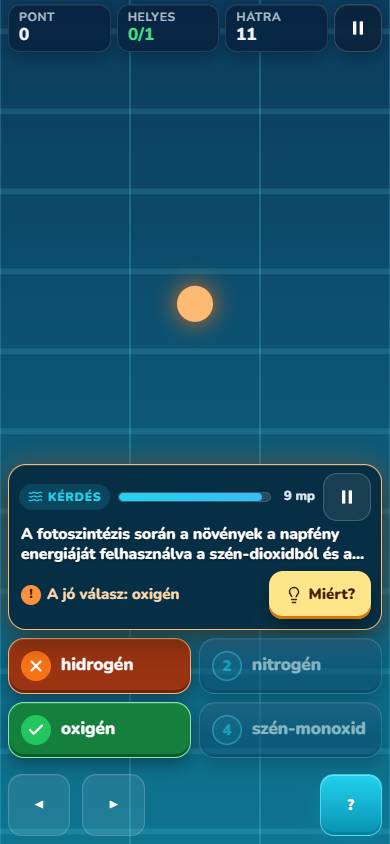 PONT
0
HELYES
0/1
HÁTRA
11
KÉRDÉS
9 mp
A fotoszintézis során a növények a napfény
energiáját felhasználva a szén-dioxidból és a...
! A jó válasz: oxigén
Miért?
hidrogén
2 nitrogén
oxigén
4 szén-monoxid
?